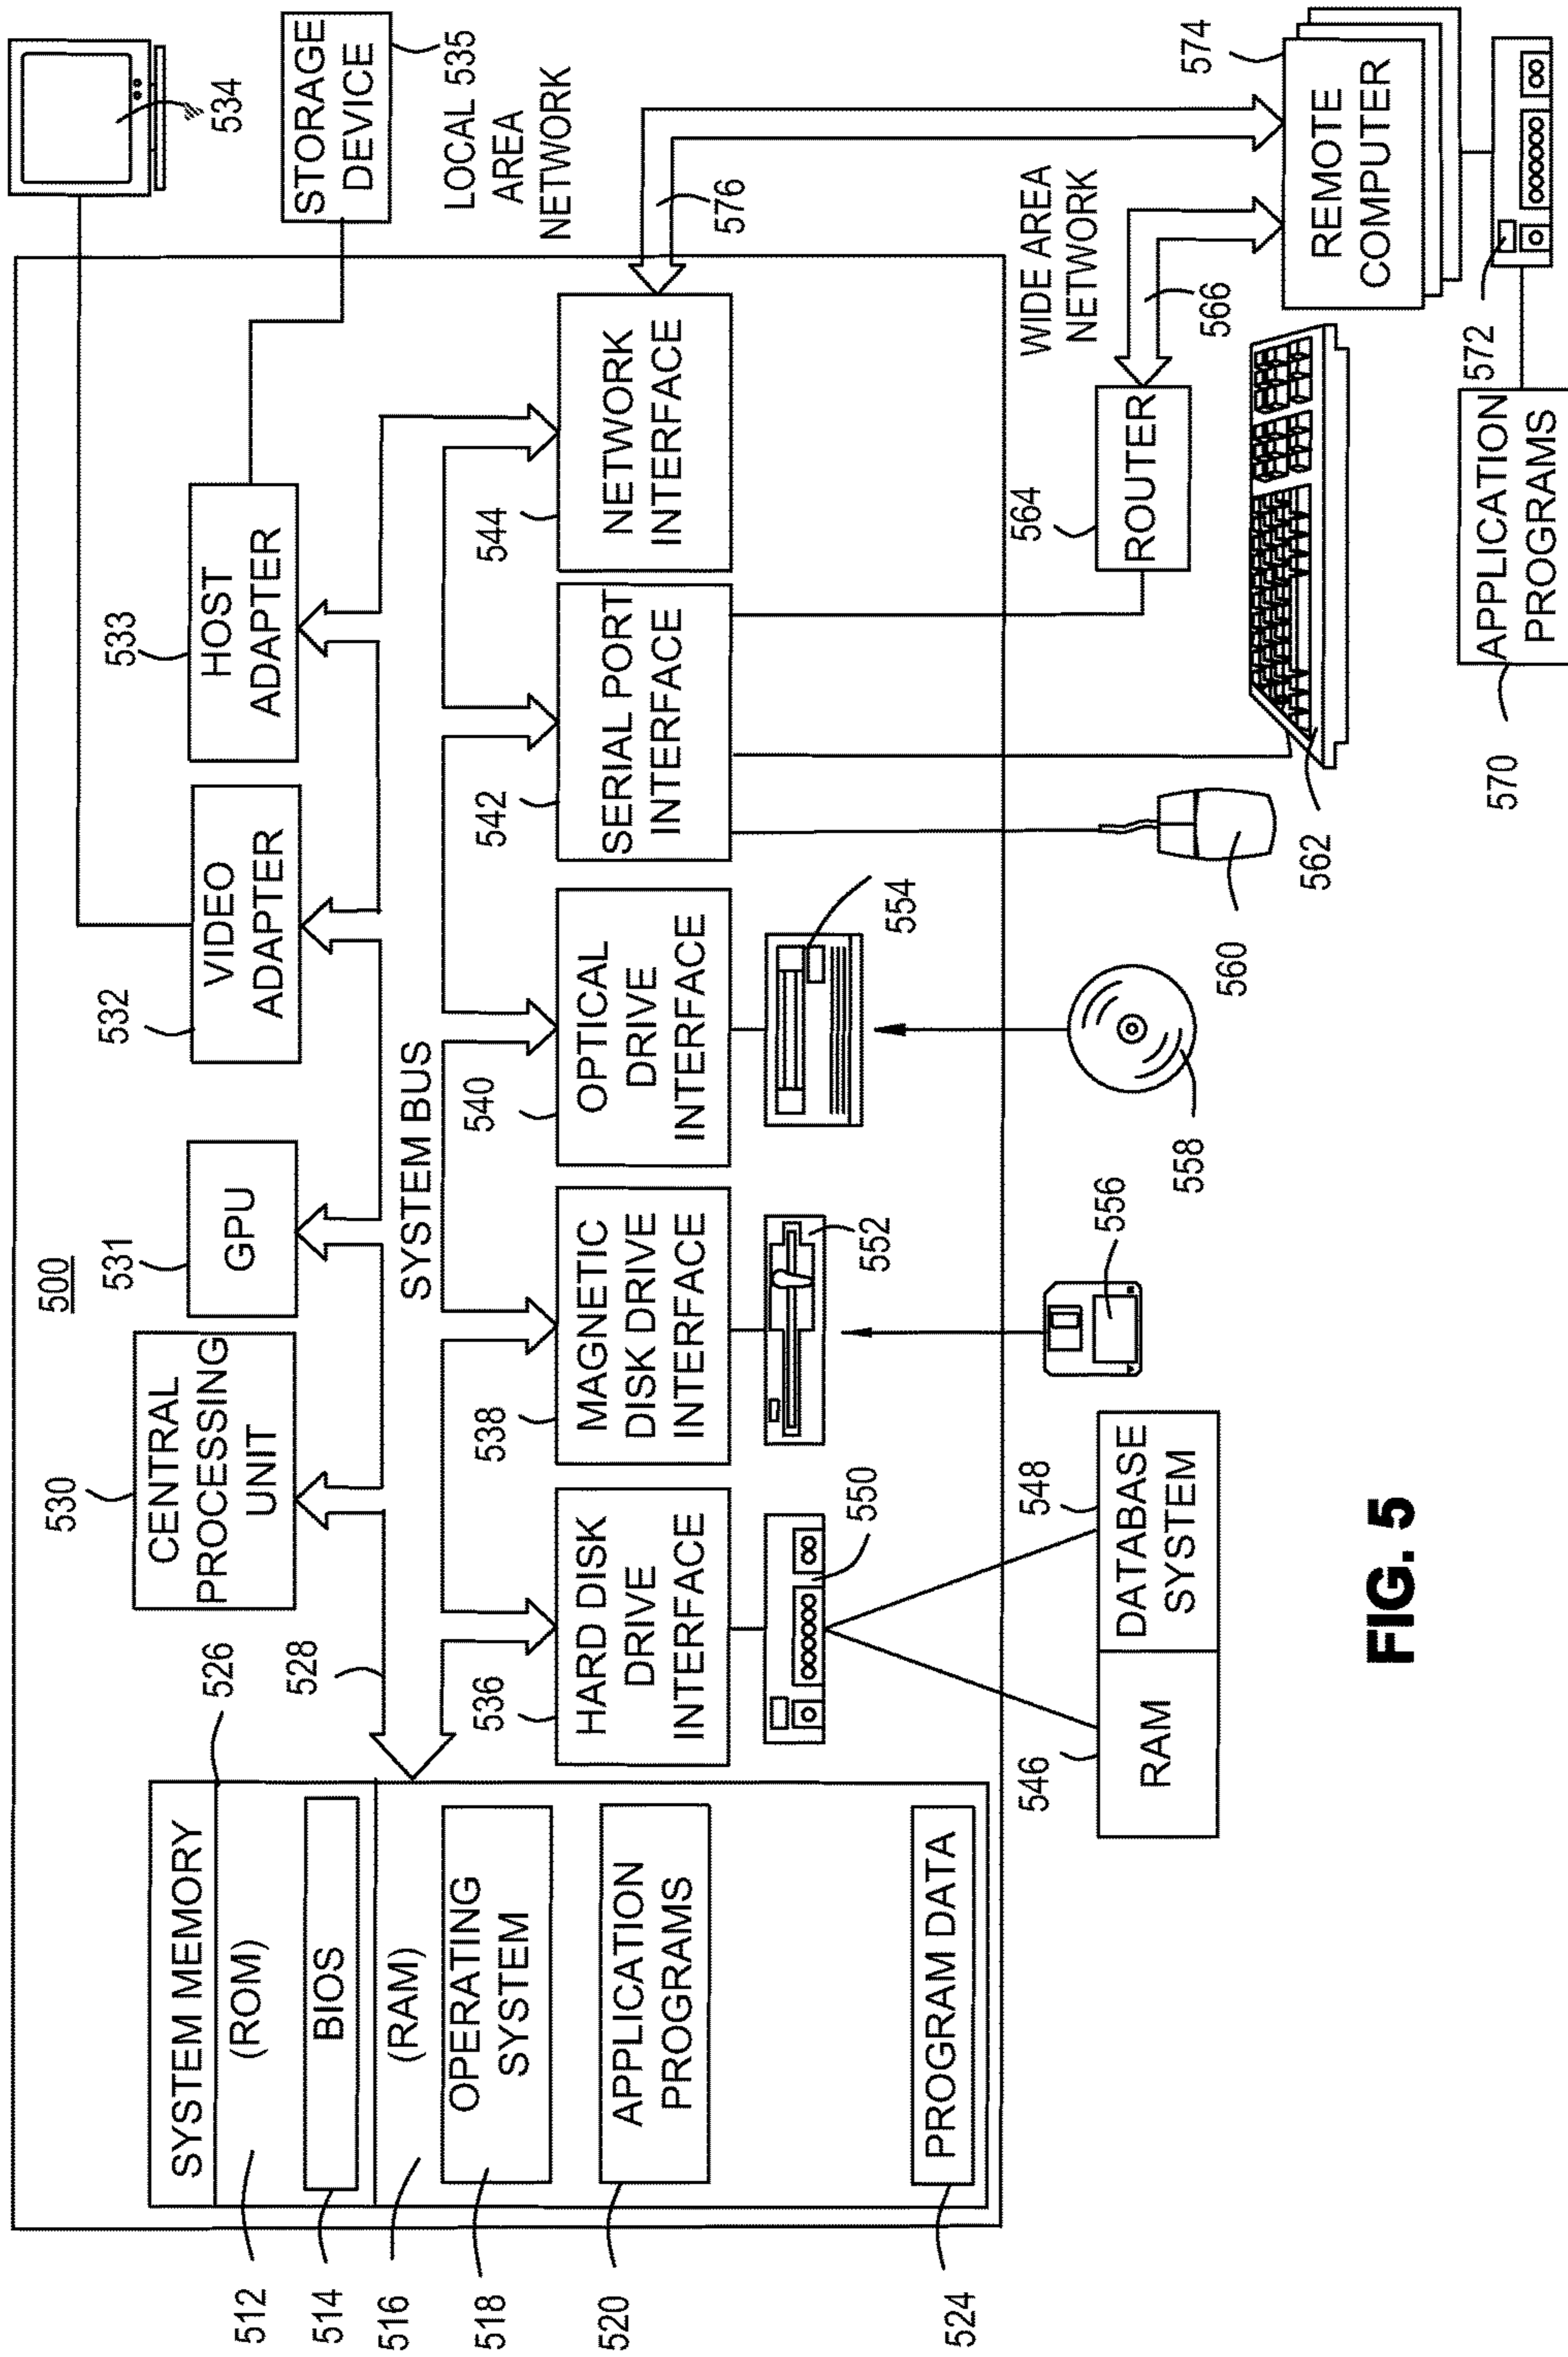 500
530
CENTRAL
PROCESSING
UNIT
531
GPU
532
VIDEO
ADAPTER
533
HOST
ADAPTER
534
STORAGE
DEVICE
535
SYSTEM MEMORY
526
512
(ROM)
514
BIOS
516
(RAM)
518
OPERATING
SYSTEM
520
APPLICATION
PROGRAMS
524
PROGRAM DATA
528
SYSTEM BUS
536
HARD DISK
DRIVE
INTERFACE
538
MAGNETIC
DISK DRIVE
INTERFACE
540
OPTICAL
DRIVE
INTERFACE
542
SERIAL PORT
INTERFACE
544
NETWORK
INTERFACE
LOCAL
AREA
NETWORK
576
550
552
554
546
RAM
548
DATABASE
SYSTEM
556
558
560
562
564
ROUTER
WIDE AREA
NETWORK
566
574
REMOTE
COMPUTER
572
570
APPLICATION
PROGRAMS
FIG. 5